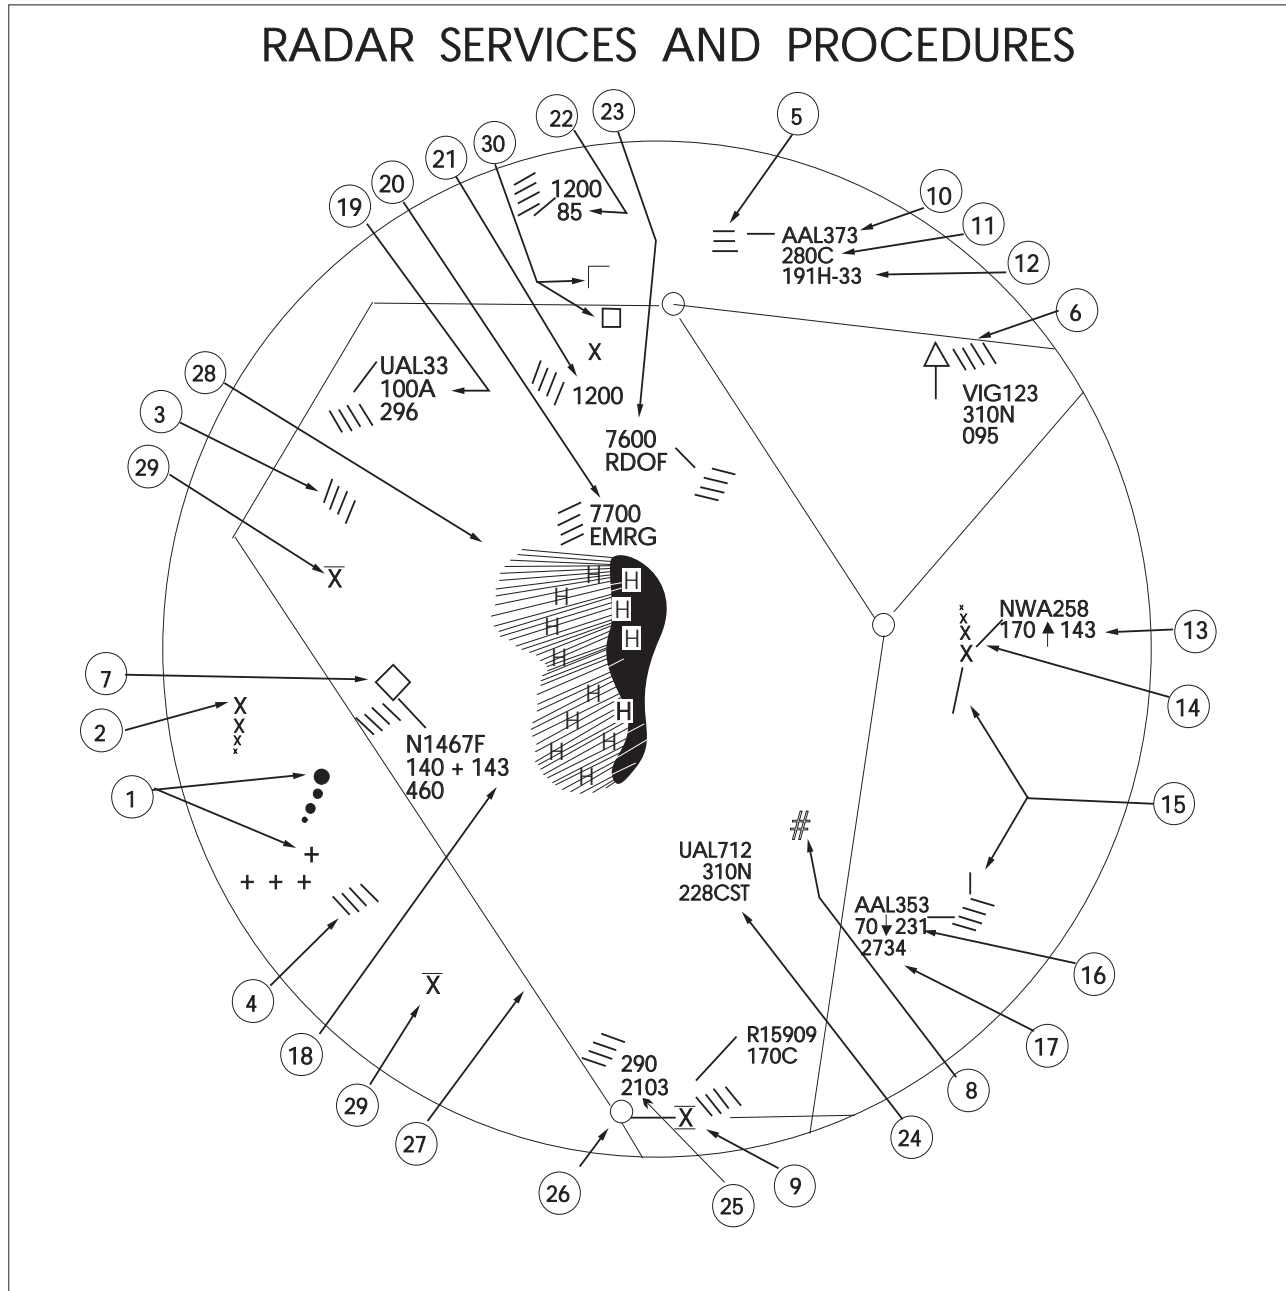 RADAR SERVICES AND PROCEDURES
5
23
22
30
21
20
19
1200
85
10
11
12
AAL373
280C
191H-33
6
X
UAL33
100A
296
1200
28
3
29
VIG123
310N
095
7600
RDOF
7700
EMRG
X
H H
H H
H H
H
H
H H
H H
H
NWA258
170 143
13
x
x
X
X
14
7
2
X
X
x
x
N1467F
140 + 143
460
1
15
+
+ + +
#
UAL712
310N
228CST
AAL353
70 231
2734
16
4
X
18
17
R15909
170C
290
2103
8
29
27
X
24
26
9
25